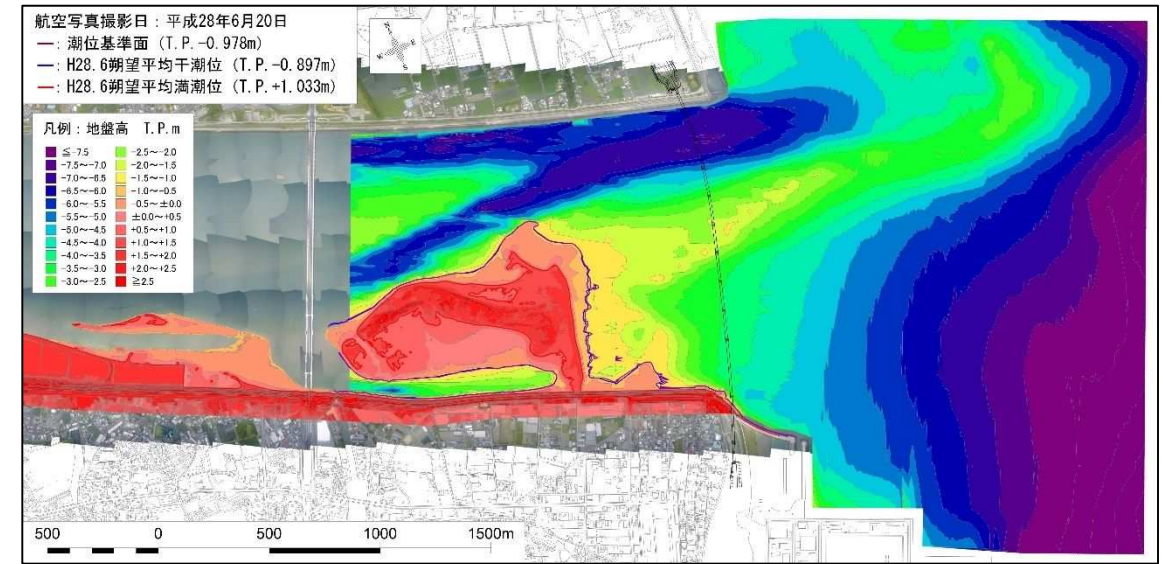 航空写真撮影日：平成28年6月20日
―：潮位基準面（T.P.-0.978m）
―：H28.6朔望平均干潮位（T.P.-0.897m）
―：H28.6朔望平均満潮位（T.P.+1.033m）
N
E
S
W
凡例：地盤高 T.P.m
≦-7.5 -2.5～-2.0
-7.5～-7.0 -2.0～-1.5
-7.0～-6.5 -1.5～-1.0
-6.5～-6.0 -1.0～-0.5
-6.0～-5.5 -0.5～±0.0
-5.5～-5.0 ±0.0～+0.5
-5.0～-4.5 +0.5～+1.0
-4.5～-4.0 +1.0～+1.5
-4.0～-3.5 +1.5～+2.0
-3.5～-3.0 +2.0～+2.5
-3.0～-2.5 ≧2.5
500 0 500 1000 1500m